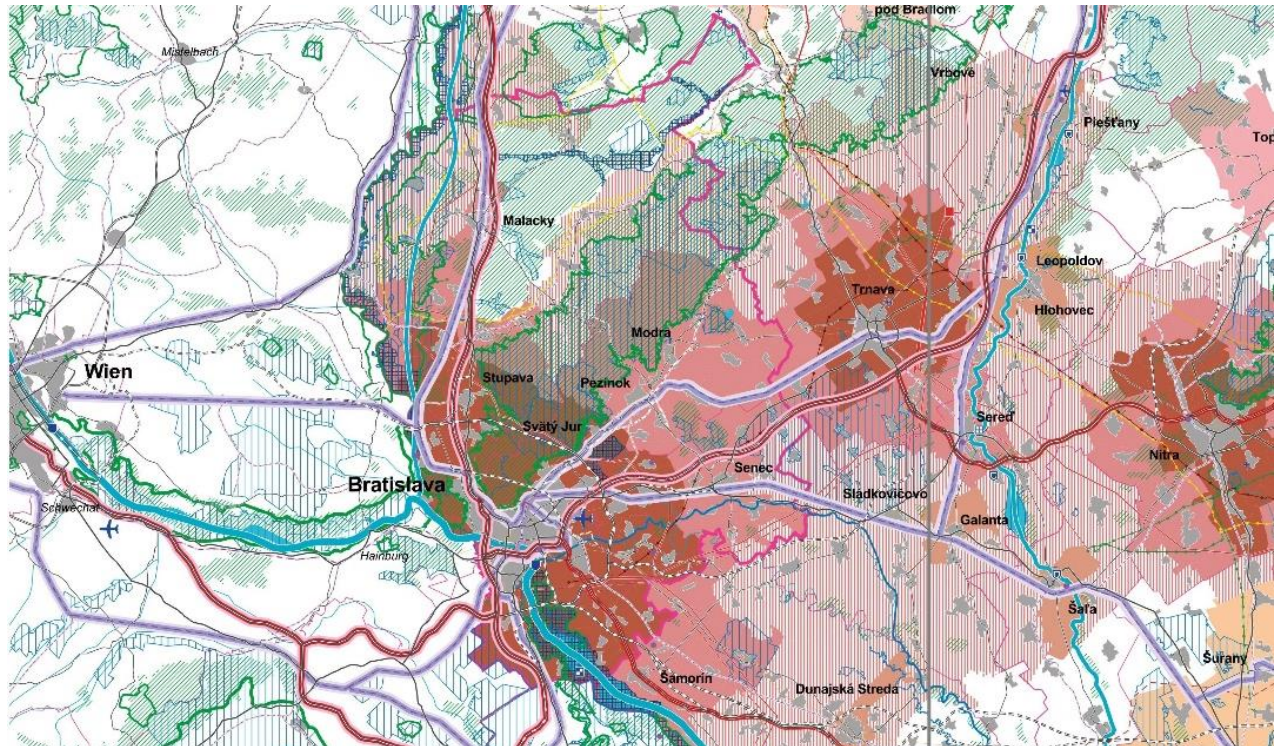 pod Bradlom
Mistelbach
Vrbové
Piešťany
Top
Malacky
Leopoldov
Trnava
Hlohovec
Modra
Wien
Stupava
Pezinok
Svätý Jur
Sereď
Nitra
Senec
Bratislava
Sládkovičovo
Schwechat
Galanta
Hainburg
Šaľa
Šurany
Šamorín
Dunajská Streda